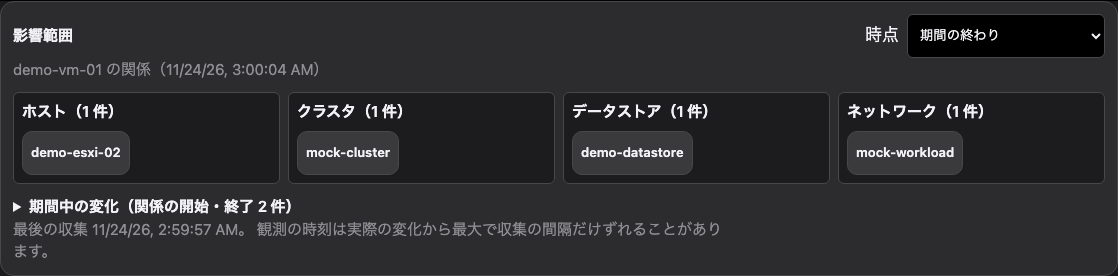 影響範囲
時点 期間の終わり
demo-vm-01 の関係（11/24/26, 3:00:04 AM）
ホスト（1 件）
demo-esxi-02
クラスタ（1 件）
mock-cluster
データストア（1 件）
demo-datastore
ネットワーク（1 件）
mock-workload
▶ 期間中の変化（関係の開始・終了 2 件）
最後の収集 11/24/26, 2:59:57 AM。 観測の時刻は実際の変化から最大で収集の間隔だけずれることがあり
ます。